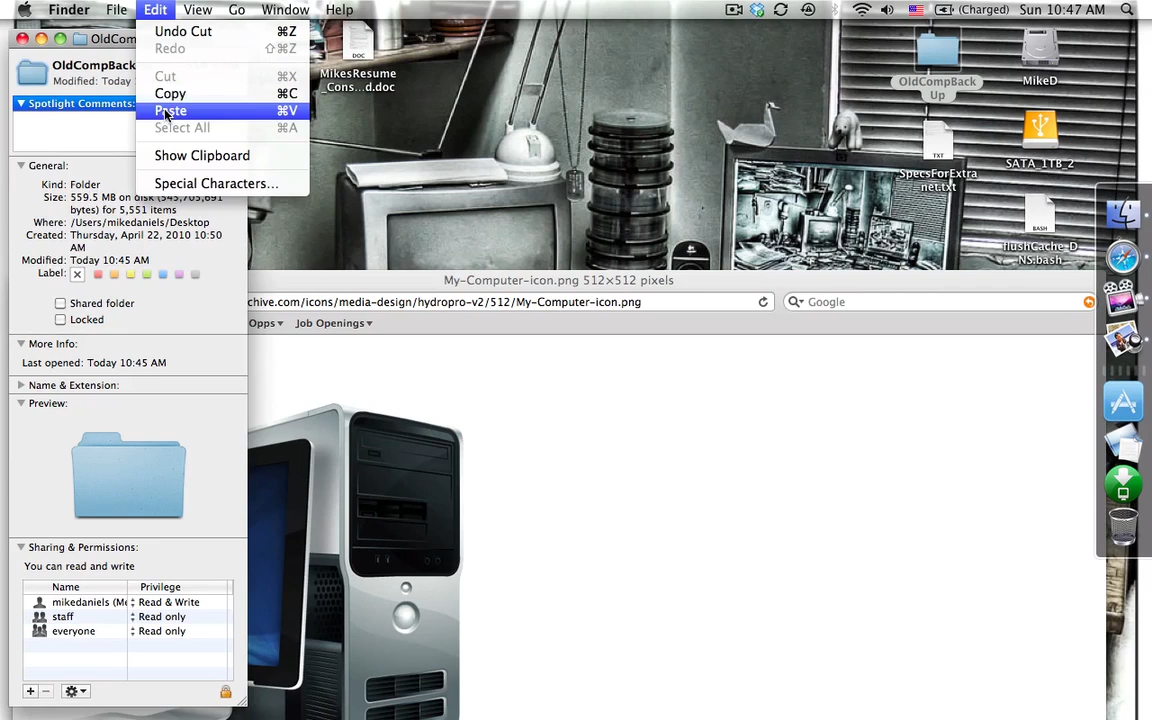 Finder File Edit View Go Window Help
(Charged) Sun 10:47 AM
OldComp
OldCompBack
Modified: Today
Spotlight Comments:
Undo Cut ⌘Z
Redo ⇧⌘Z
Cut ⌘X
Copy ⌘C
Paste ⌘V
Select All ⌘A
Show Clipboard
Special Characters...
General:
Kind: Folder
Size: 559.5 MB on disk (545,705,691
bytes) for 5,551 items
Where: /Users/mikedaniels/Desktop
Created: Thursday, April 22, 2010 10:50
AM
Modified: Today 10:45 AM
Label:
Shared folder
Locked
More Info:
Last opened: Today 10:45 AM
Name & Extension:
Preview:
Sharing & Permissions:
You can read and write
Name Privilege
mikedaniels (Me Read & Write
staff Read only
everyone Read only
DOC
MikesResume
_Cons...d.doc
OldCompBack
Up
MikeD
TXT
SpecsForExtra
net.txt
SATA_1TB_2
BASH
flushCache_D
NS.bash
My-Computer-icon.png 512×512 pixels
chive.com/icons/media-design/hydropro-v2/512/My-Computer-icon.png
Google
Opps Job Openings